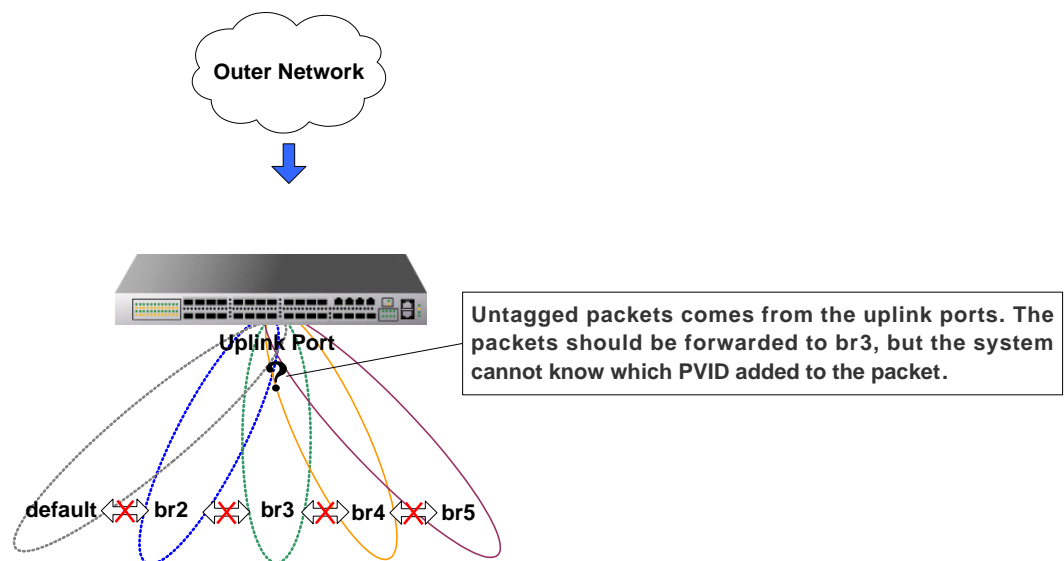 Outer Network
Uplink Port
?
Untagged packets comes from the uplink ports. The
packets should be forwarded to br3, but the system
cannot know which PVID added to the packet.
default br2 br3 br4 br5